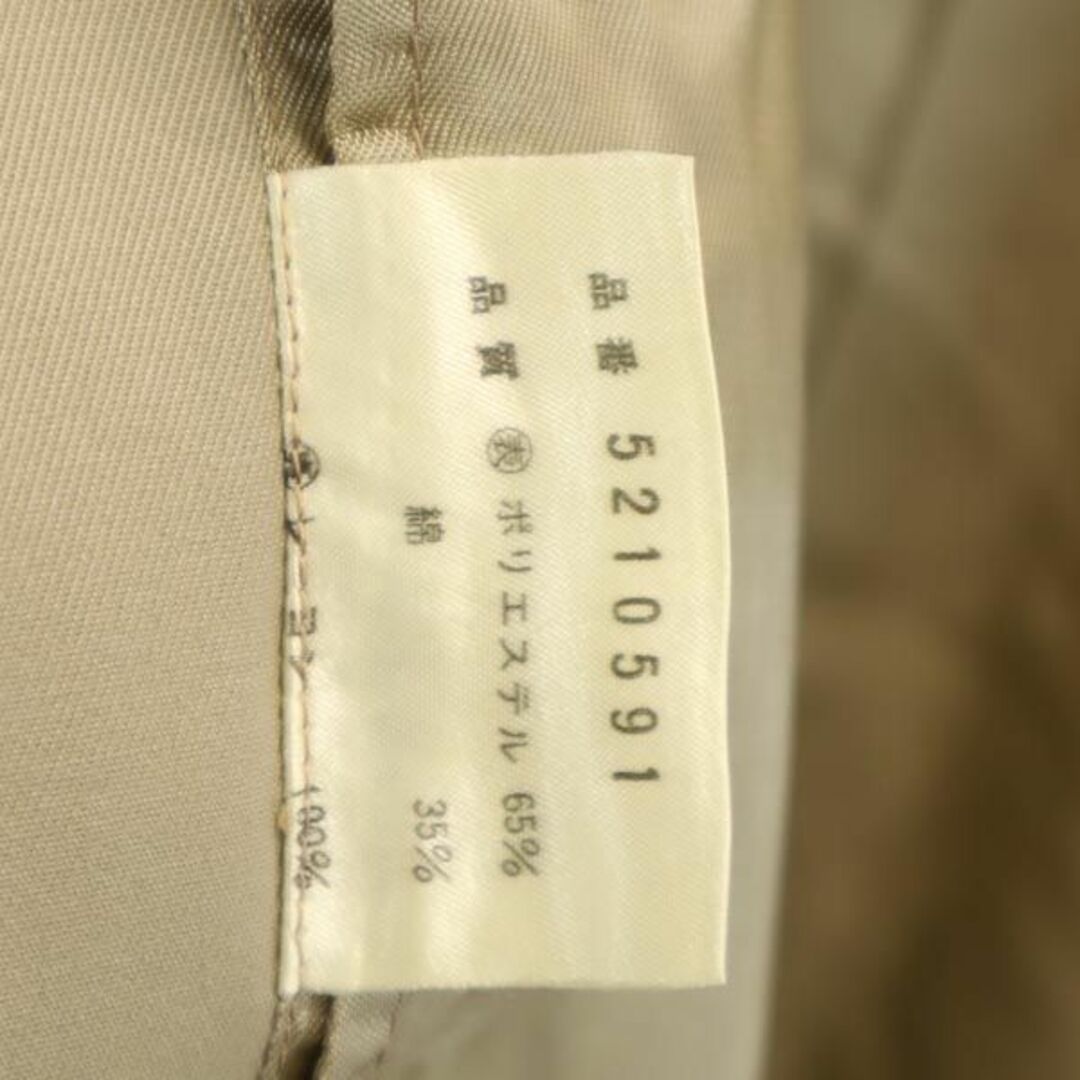 品番 5210591
品質 表 ポリエステル 65%
綿 35%
100%